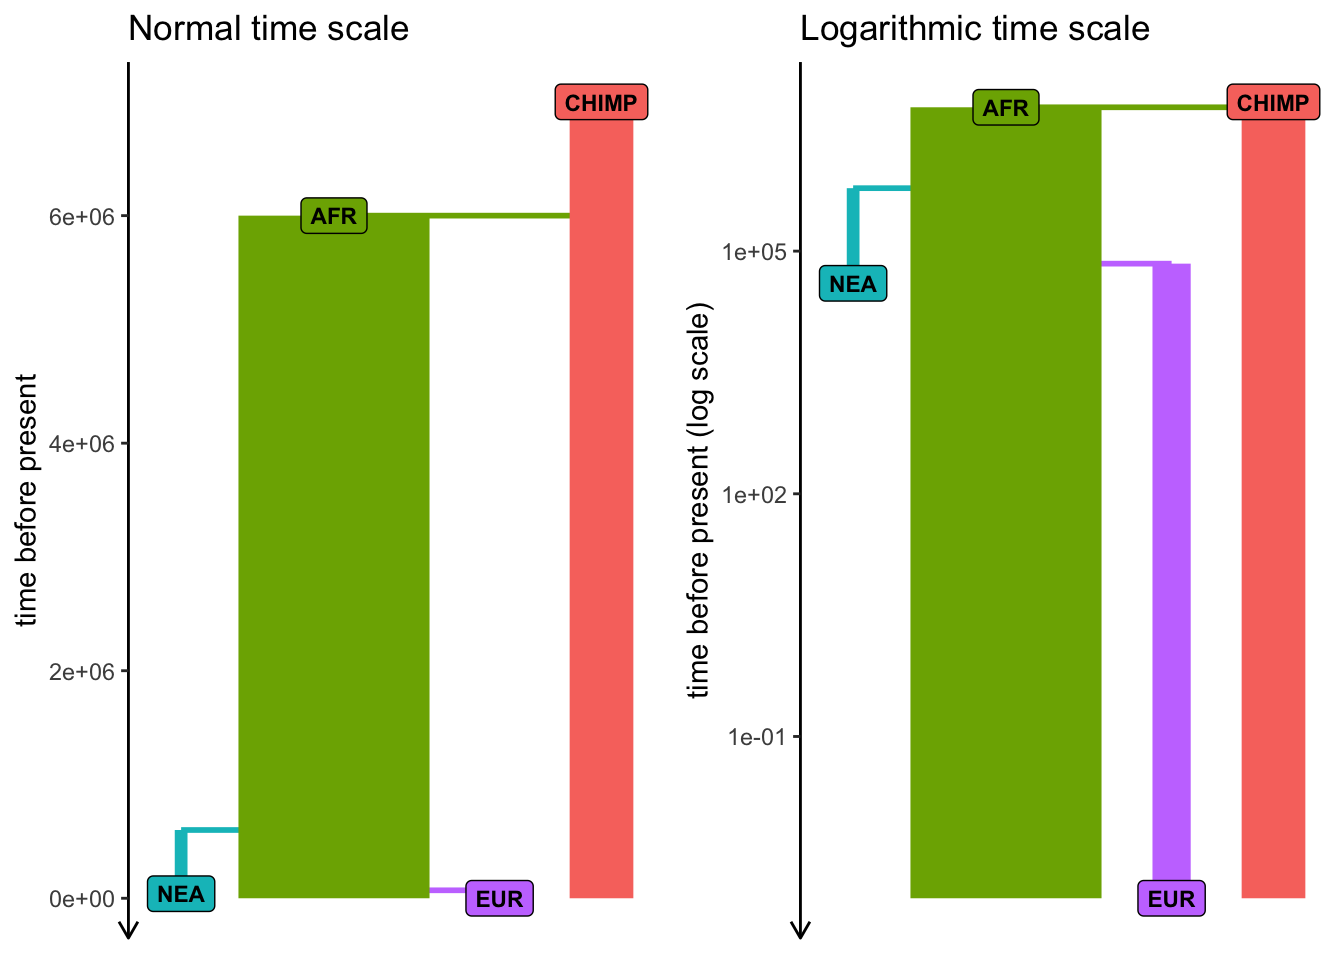 Normal time scale
CHIMP
AFR
6e+06
4e+06
2e+06
0e+00
NEA
EUR
time before present
Logarithmic time scale
AFR
CHIMP
1e+05
NEA
1e+02
1e-01
EUR
time before present (log scale)